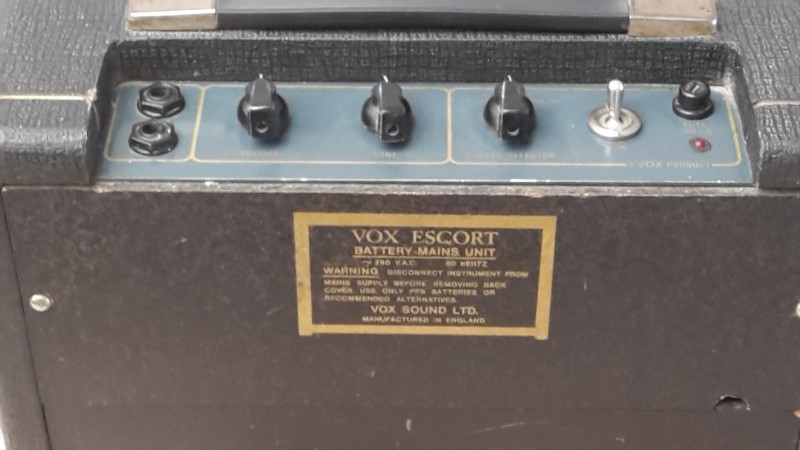 VOLUME
TONE
SUPPLY SELECTOR
A VOX PRODUCT
VOX ESCORT
BATTERY-MAINS UNIT
~ 250 V.A.C. 50 HERTZ
WARNING DISCONNECT INSTRUMENT FROM
MAINS SUPPLY BEFORE REMOVING BACK
COVER. USE ONLY PP9 BATTERIES OR
RECOMMENDED ALTERNATIVES.
VOX SOUND LTD.
MANUFACTURED IN ENGLAND